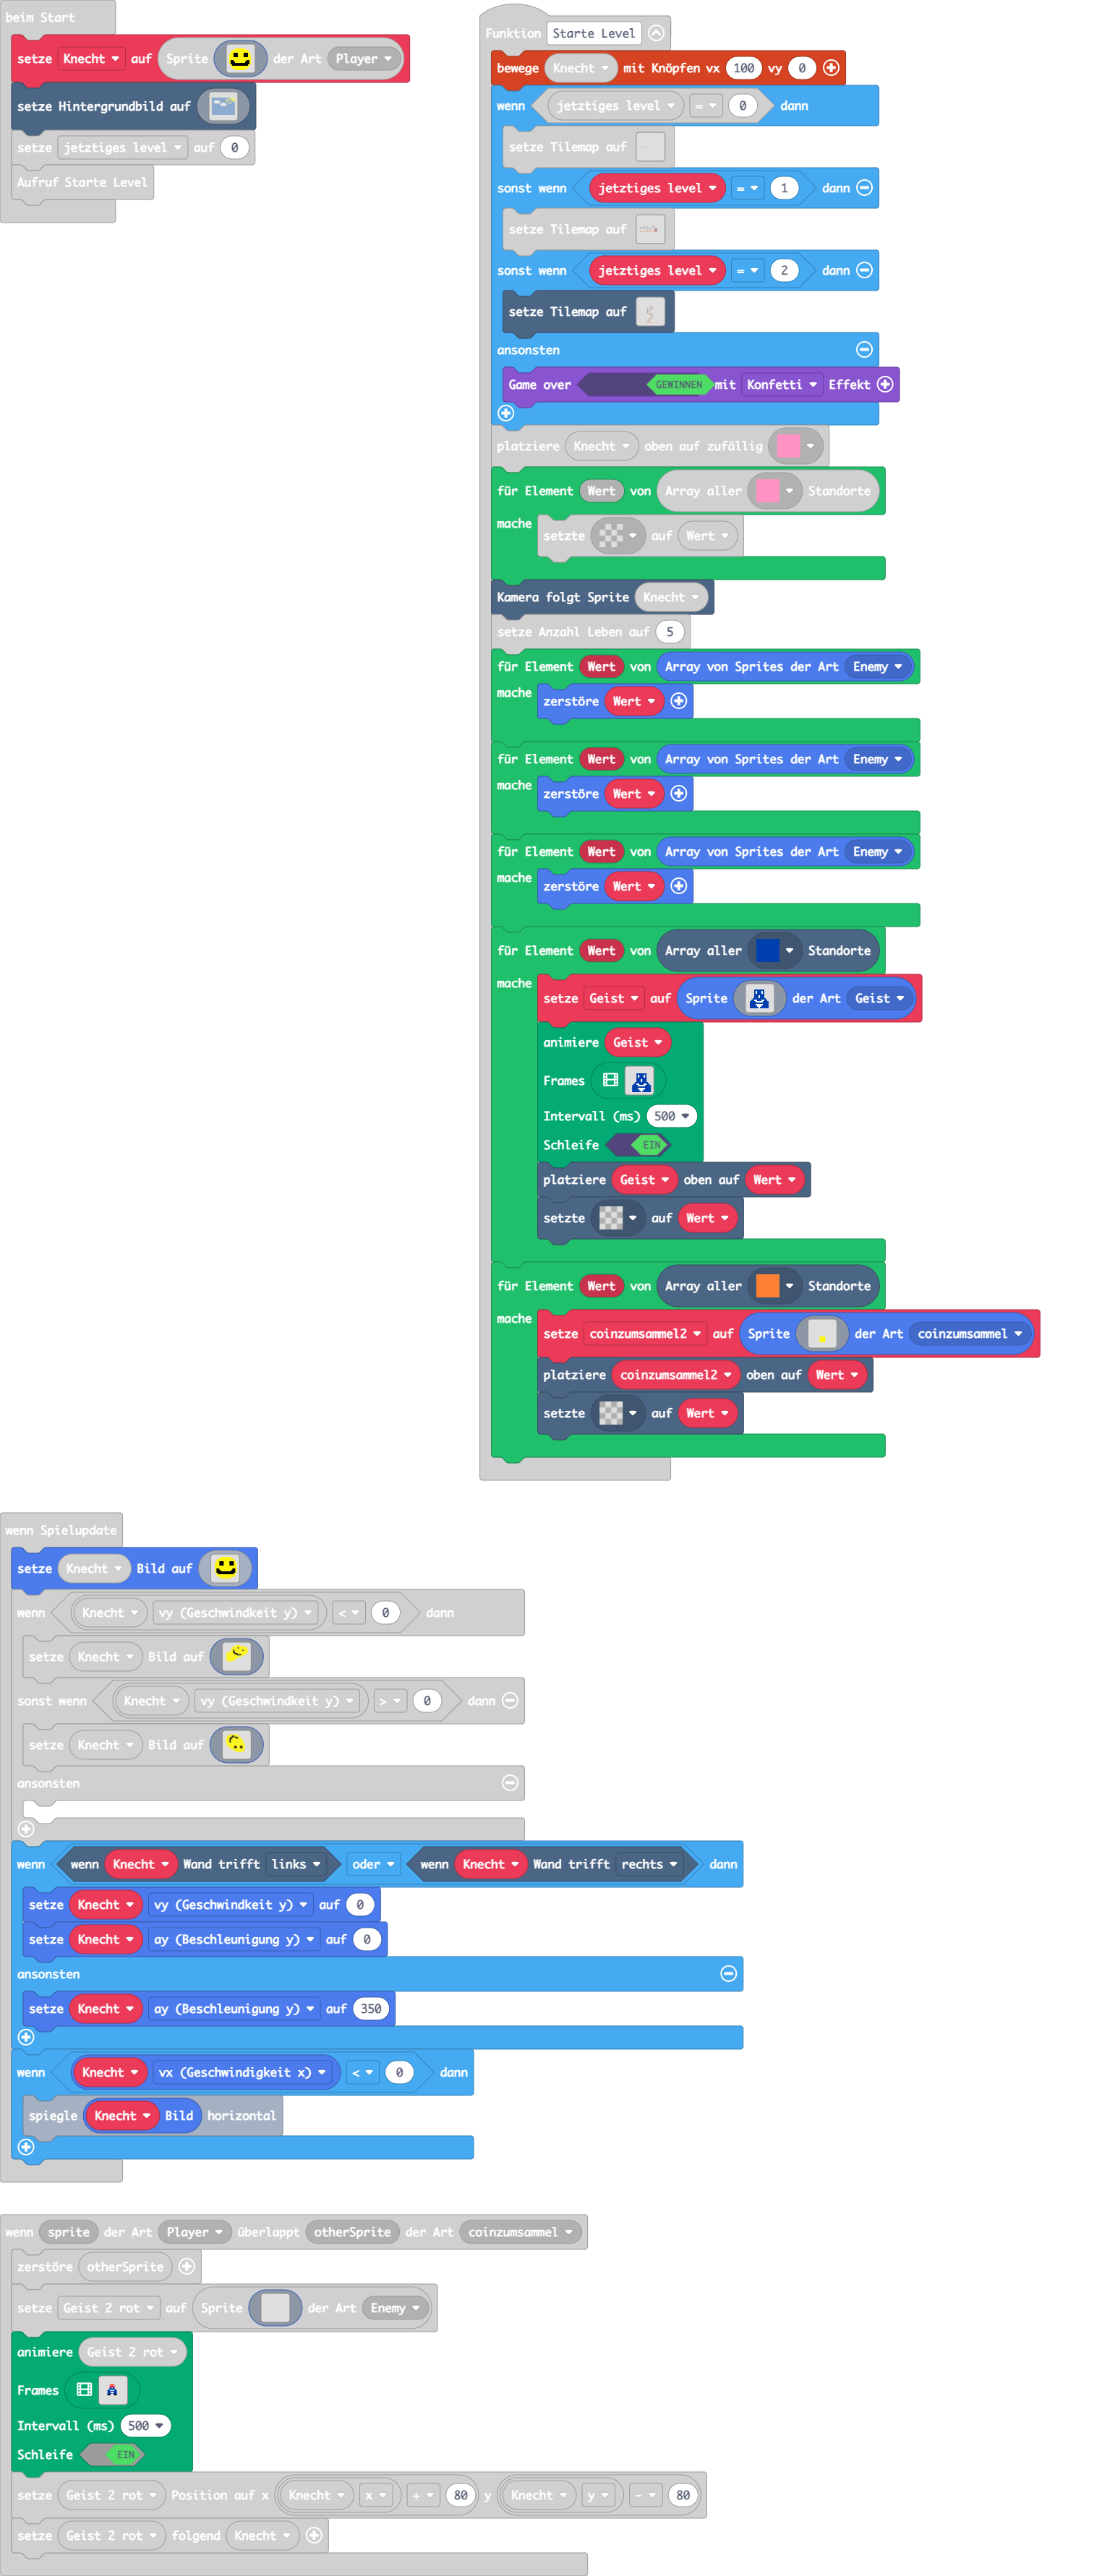 beim Start
setze Knecht auf Sprite der Art Player
setze Hintergrundbild auf
setze jetztiges level auf 0
Aufruf Starte Level
Funktion Starte Level
bewege Knecht mit Knöpfen vx 100 vy 0
wenn jetztiges level = 0 dann
setze Tilemap auf
sonst wenn jetztiges level = 1 dann
setze Tilemap auf
sonst wenn jetztiges level = 2 dann
setze Tilemap auf
ansonsten
Game over GEWINNEN mit Konfetti Effekt
platziere Knecht oben auf zufällig
für Element Wert von Array aller Standorte
mache setzte auf Wert
Kamera folgt Sprite Knecht
setze Anzahl Leben auf 5
für Element Wert von Array von Sprites der Art Enemy
mache zerstöre Wert
für Element Wert von Array von Sprites der Art Enemy
mache zerstöre Wert
für Element Wert von Array von Sprites der Art Enemy
mache zerstöre Wert
für Element Wert von Array aller Standorte
mache setze Geist auf Sprite der Art Geist
animiere Geist
Frames
Intervall (ms) 500
Schleife EIN
platziere Geist oben auf Wert
setzte auf Wert
für Element Wert von Array aller Standorte
mache setze coinzumsammel2 auf Sprite der Art coinzumsammel
platziere coinzumsammel2 oben auf Wert
setzte auf Wert
wenn Spielupdate
setze Knecht Bild auf
wenn Knecht vy (Geschwindkeit y) < 0 dann
setze Knecht Bild auf
sonst wenn Knecht vy (Geschwindkeit y) > 0 dann
setze Knecht Bild auf
ansonsten
wenn wenn Knecht Wand trifft links oder wenn Knecht Wand trifft rechts dann
setze Knecht vy (Geschwindkeit y) auf 0
setze Knecht ay (Beschleunigung y) auf 0
ansonsten
setze Knecht ay (Beschleunigung y) auf 350
wenn Knecht vx (Geschwindigkeit x) < 0 dann
spiegle Knecht Bild horizontal
wenn sprite der Art Player überlappt otherSprite der Art coinzumsammel
zerstöre otherSprite
setze Geist 2 rot auf Sprite der Art Enemy
animiere Geist 2 rot
Frames
Intervall (ms) 500
Schleife EIN
setze Geist 2 rot Position auf x Knecht x + 80 y Knecht y - 80
setze Geist 2 rot folgend Knecht